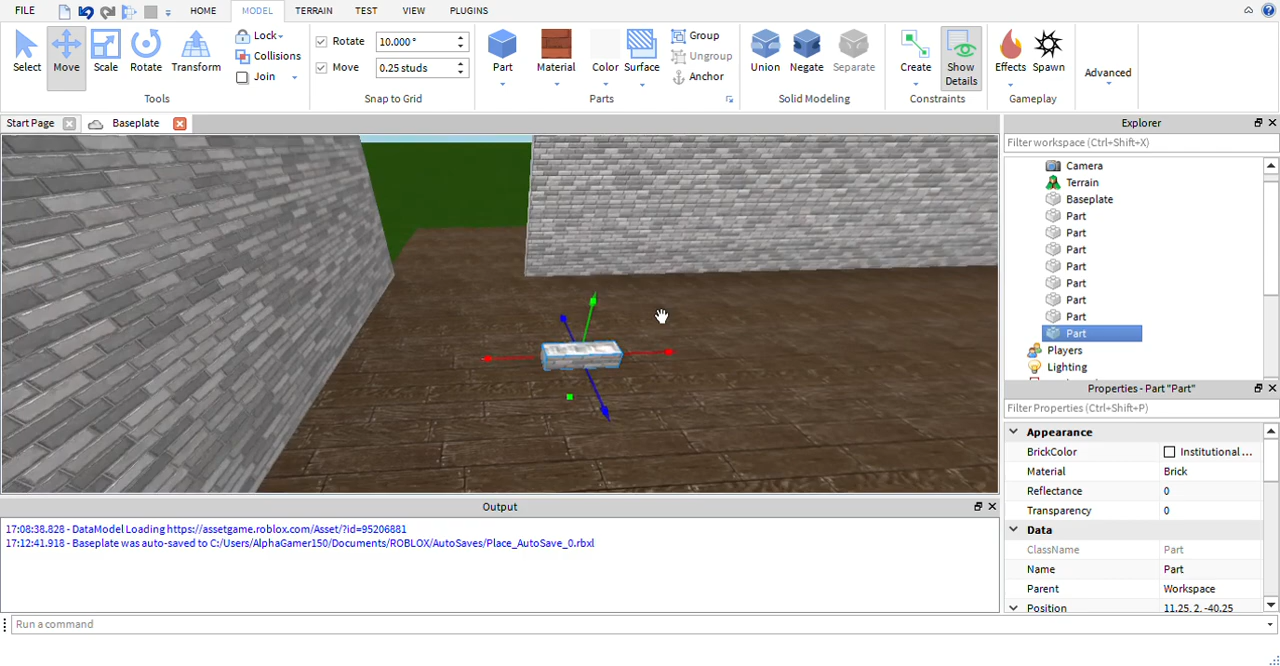 FILE HOME MODEL TERRAIN TEST VIEW PLUGINS
Select Move Scale Rotate Transform Lock Collisions Join
Tools
Rotate 10.000 °
Move 0.25 studs
Snap to Grid
Part Material Color Surface Group Ungroup Anchor
Parts
Union Negate Separate
Solid Modeling
Create Show Details
Constraints
Effects Spawn
Gameplay
Advanced
Start Page Baseplate
Explorer
Filter workspace (Ctrl+Shift+X)
Camera
Terrain
Baseplate
Part
Part
Part
Part
Part
Part
Part
Part
Players
Lighting
Properties - Part "Part"
Filter Properties (Ctrl+Shift+P)
Appearance
BrickColor Institutional ...
Material Brick
Reflectance 0
Transparency 0
Data
ClassName Part
Name Part
Parent Workspace
Position 11.25, 2, -40.25
Output
17:08:38.828 - DataModel Loading https://assetgame.roblox.com/Asset/?id=95206881
17:12:41.918 - Baseplate was auto-saved to C:/Users/AlphaGamer150/Documents/ROBLOX/AutoSaves/Place_AutoSave_0.rbxl
Run a command